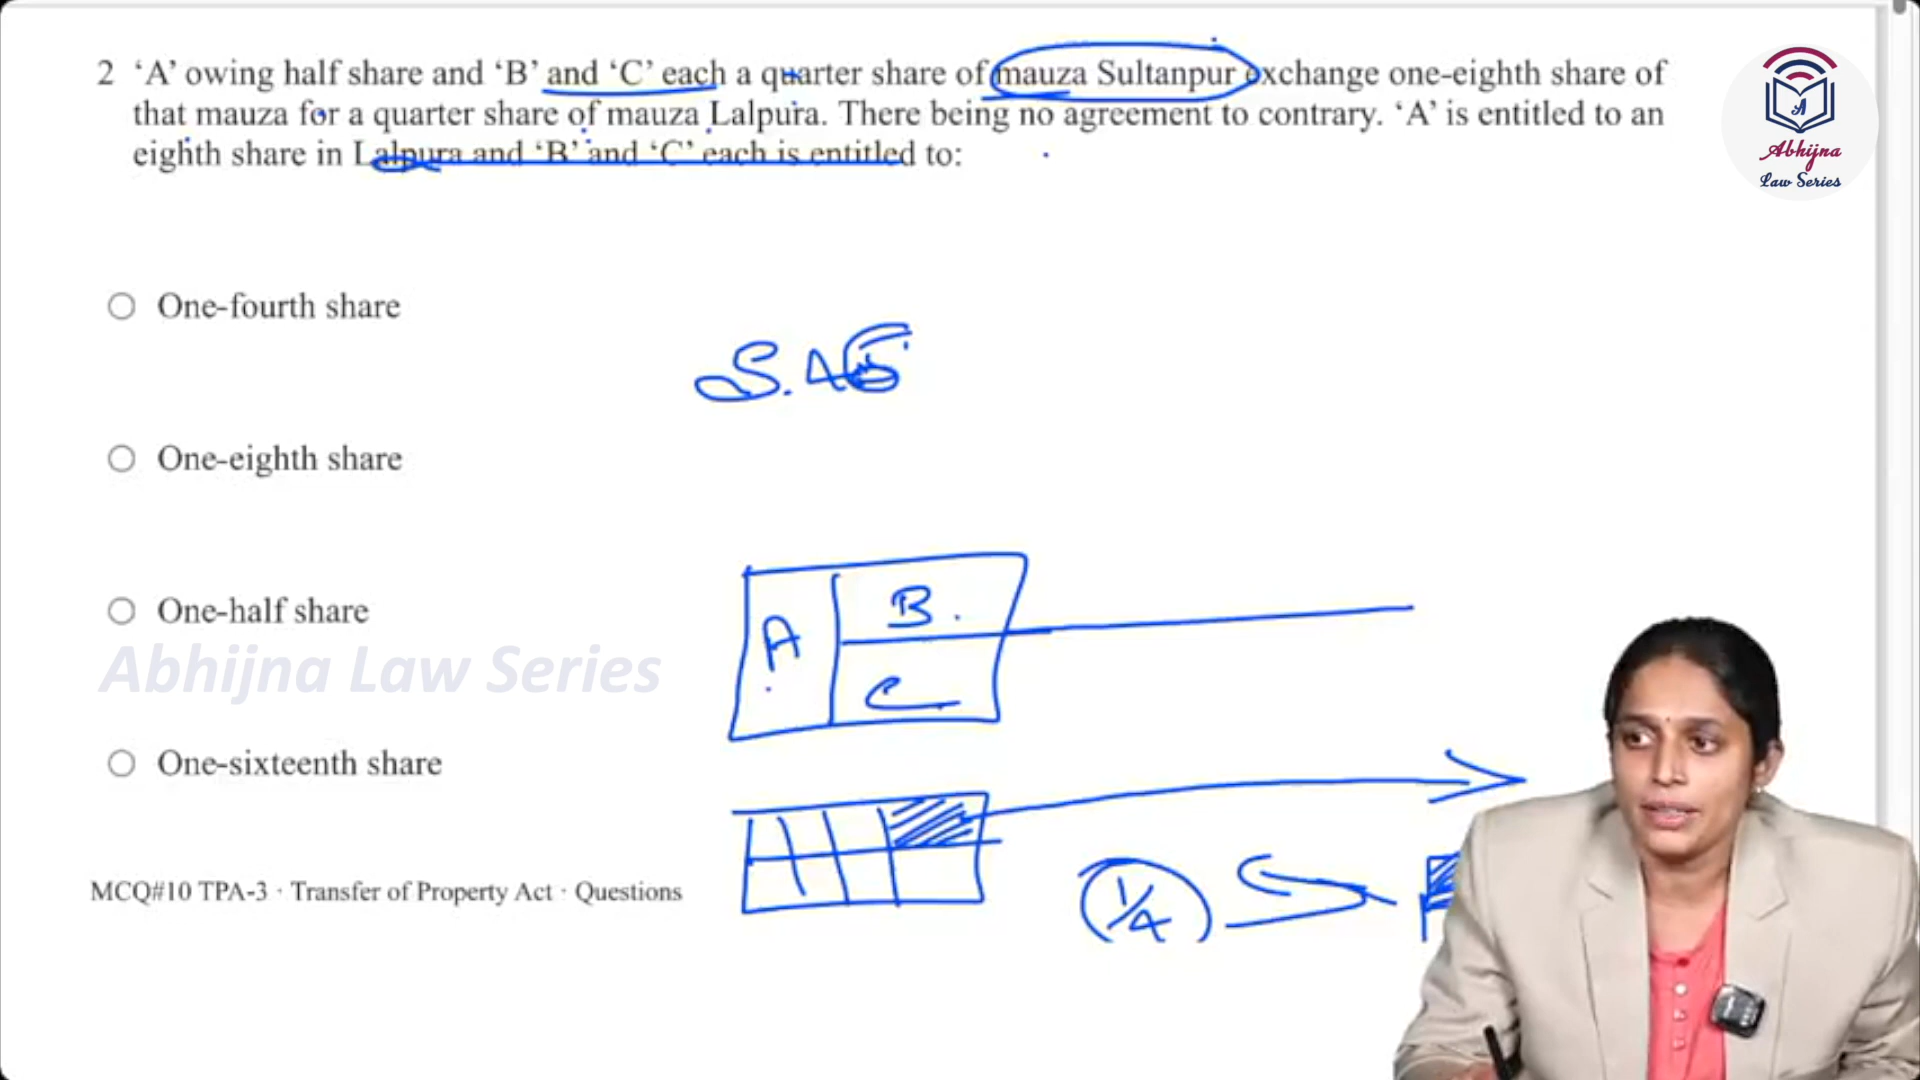 2 ‘A’ owing half share and ‘B’ and ‘C’ each a quarter share of mauza Sultanpur exchange one-eighth share of
that mauza for a quarter share of mauza Lalpura. There being no agreement to contrary. ‘A’ is entitled to an
eighth share in Lalpura and ‘B’ and ‘C’ each is entitled to:
A
Abhijna
Law Series
One-fourth share
S.46
One-eighth share
One-half share
A
B.
C
Abhijna Law Series
One-sixteenth share
MCQ#10 TPA-3 · Transfer of Property Act · Questions
1/4